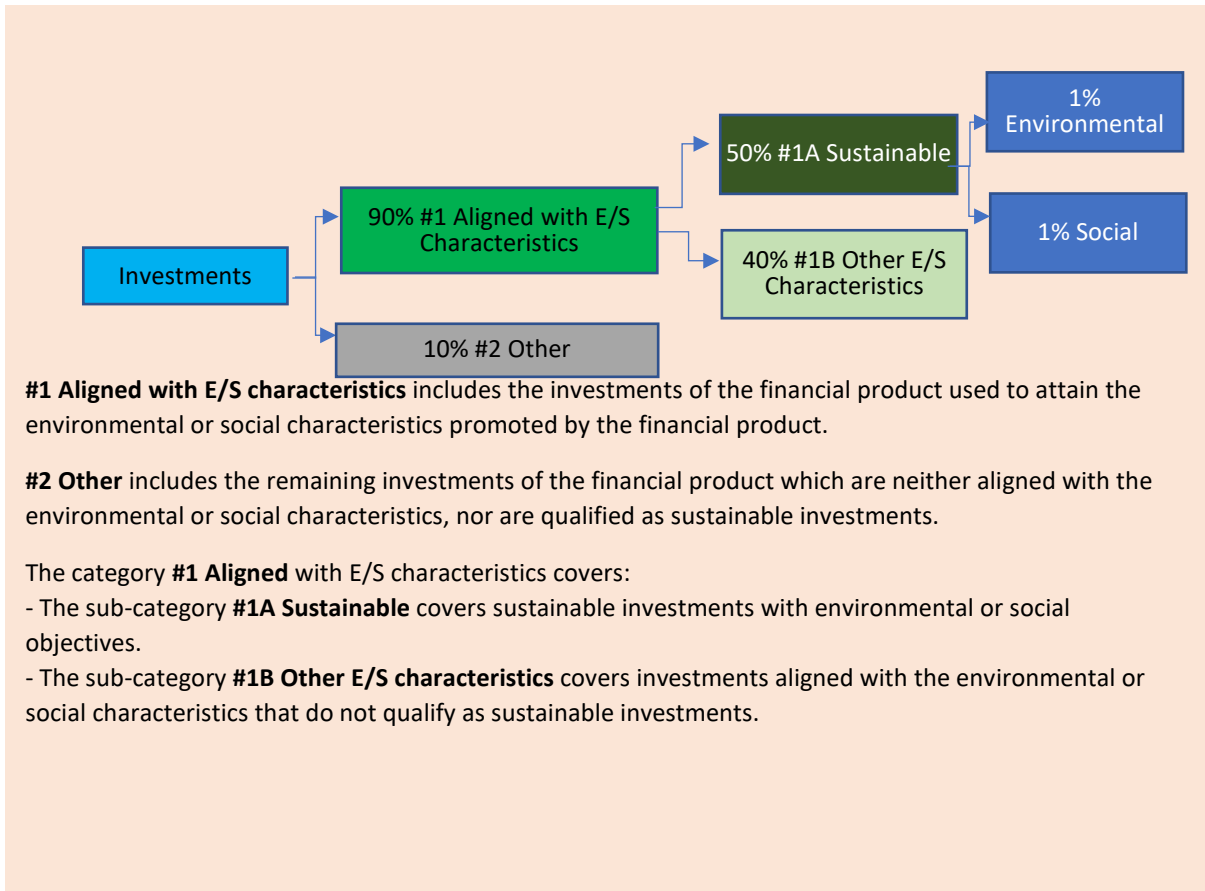 1%
Environmental
50% #1A Sustainable
90% #1 Aligned with E/S
Characteristics
1% Social
Investments
40% #1B Other E/S
Characteristics
10% #2 Other
#1 Aligned with E/S characteristics includes the investments of the financial product used to attain the
environmental or social characteristics promoted by the financial product.
#2 Other includes the remaining investments of the financial product which are neither aligned with the
environmental or social characteristics, nor are qualified as sustainable investments.
The category #1 Aligned with E/S characteristics covers:
- The sub-category #1A Sustainable covers sustainable investments with environmental or social
objectives.
- The sub-category #1B Other E/S characteristics covers investments aligned with the environmental or
social characteristics that do not qualify as sustainable investments.